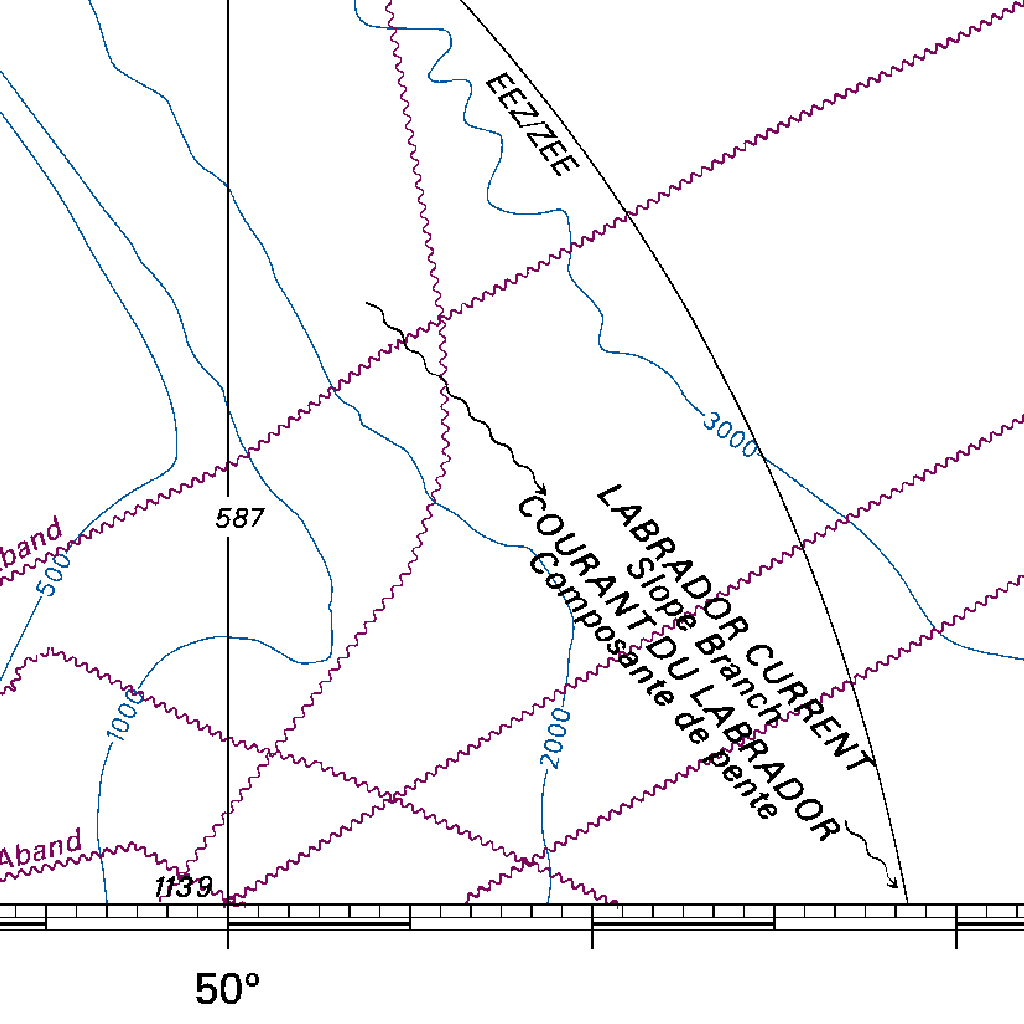 EEZ/ZEE
3000
587
band
500
LABRADOR CURRENT
Slope Branch
COURANT DU LABRADOR
Composante de pente
1000
2000
Aband
1139
50°